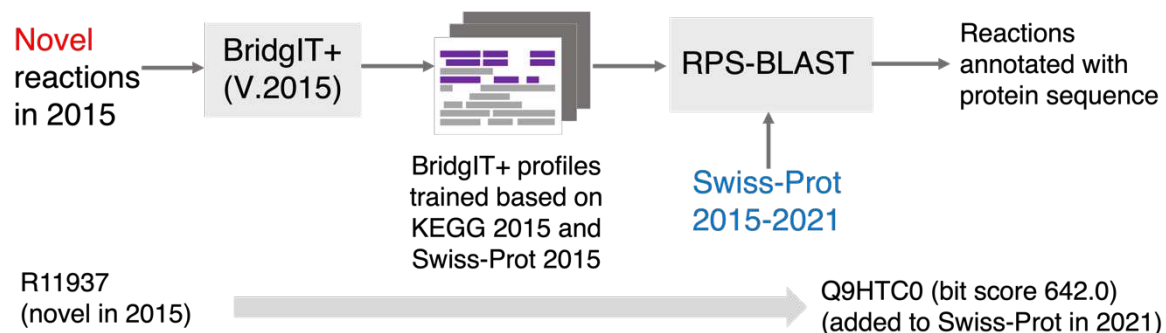 Novel
reactions
in 2015
BridgIT+
(V.2015)
BridgIT+ profiles
trained based on
KEGG 2015 and
Swiss-Prot 2015
RPS-BLAST
Swiss-Prot
2015-2021
Reactions
annotated with
protein sequence
R11937
(novel in 2015)
Q9HTC0 (bit score 642.0)
(added to Swiss-Prot in 2021)